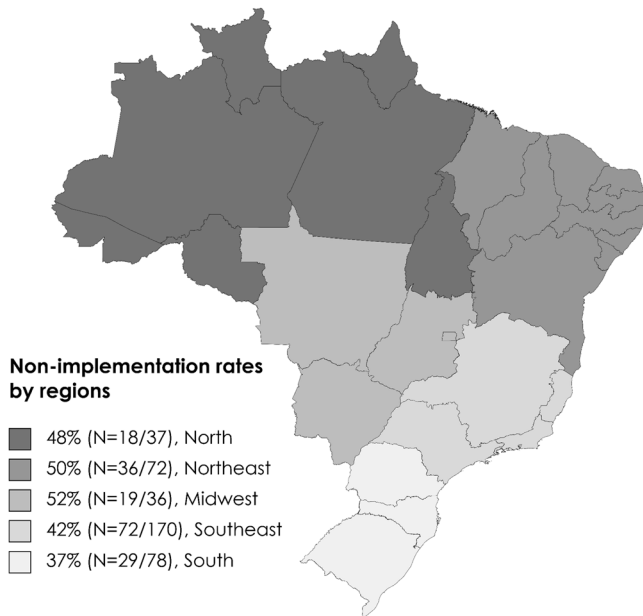 Non-implementation rates
by regions
48% (N=18/37), North
50% (N=36/72), Northeast
52% (N=19/36), Midwest
42% (N=72/170), Southeast
37% (N=29/78), South